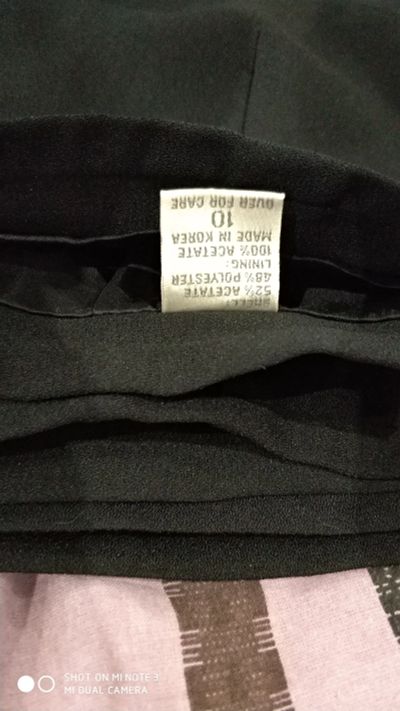 SHELL:
52% ACETATE
48% POLYESTER
LINING:
100% ACETATE
MADE IN KOREA
10
OVER FOR CARE
SHOT ON MI NOTE 3
MI DUAL CAMERA